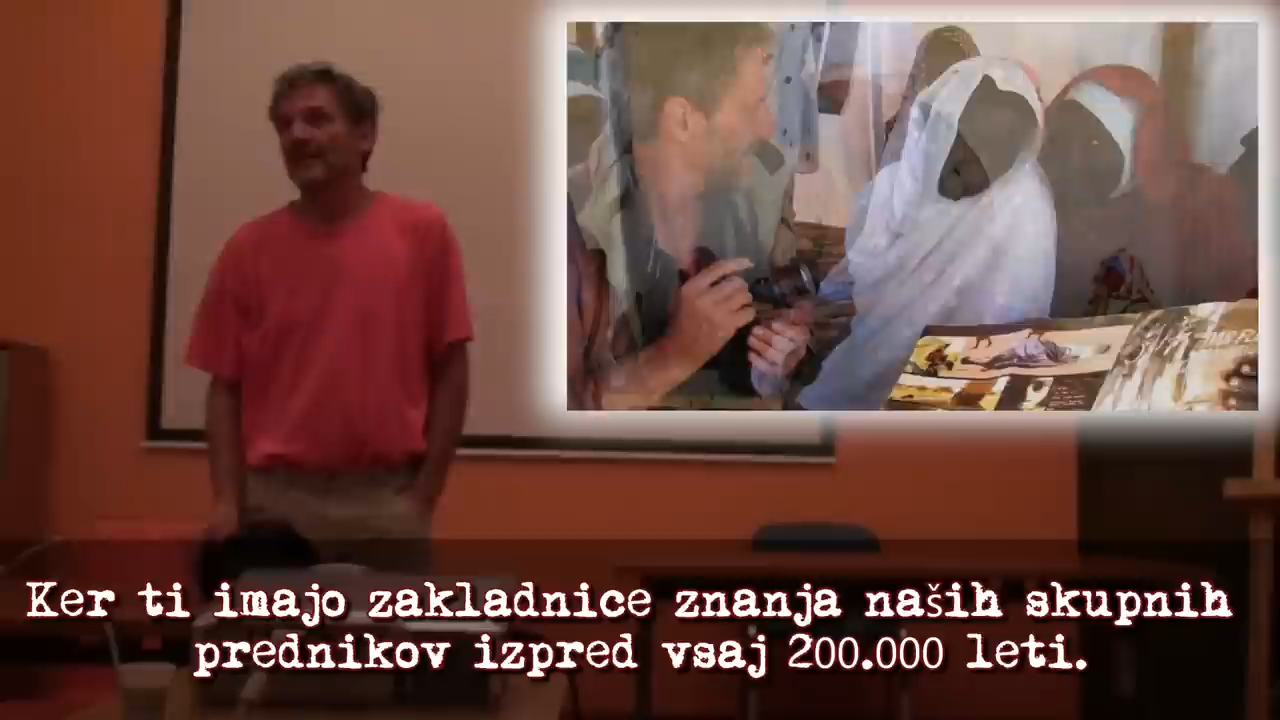 Ker ti imajo zakladnice znanja naših skupnih
prednikov izpred vsaj 200.000 leti.